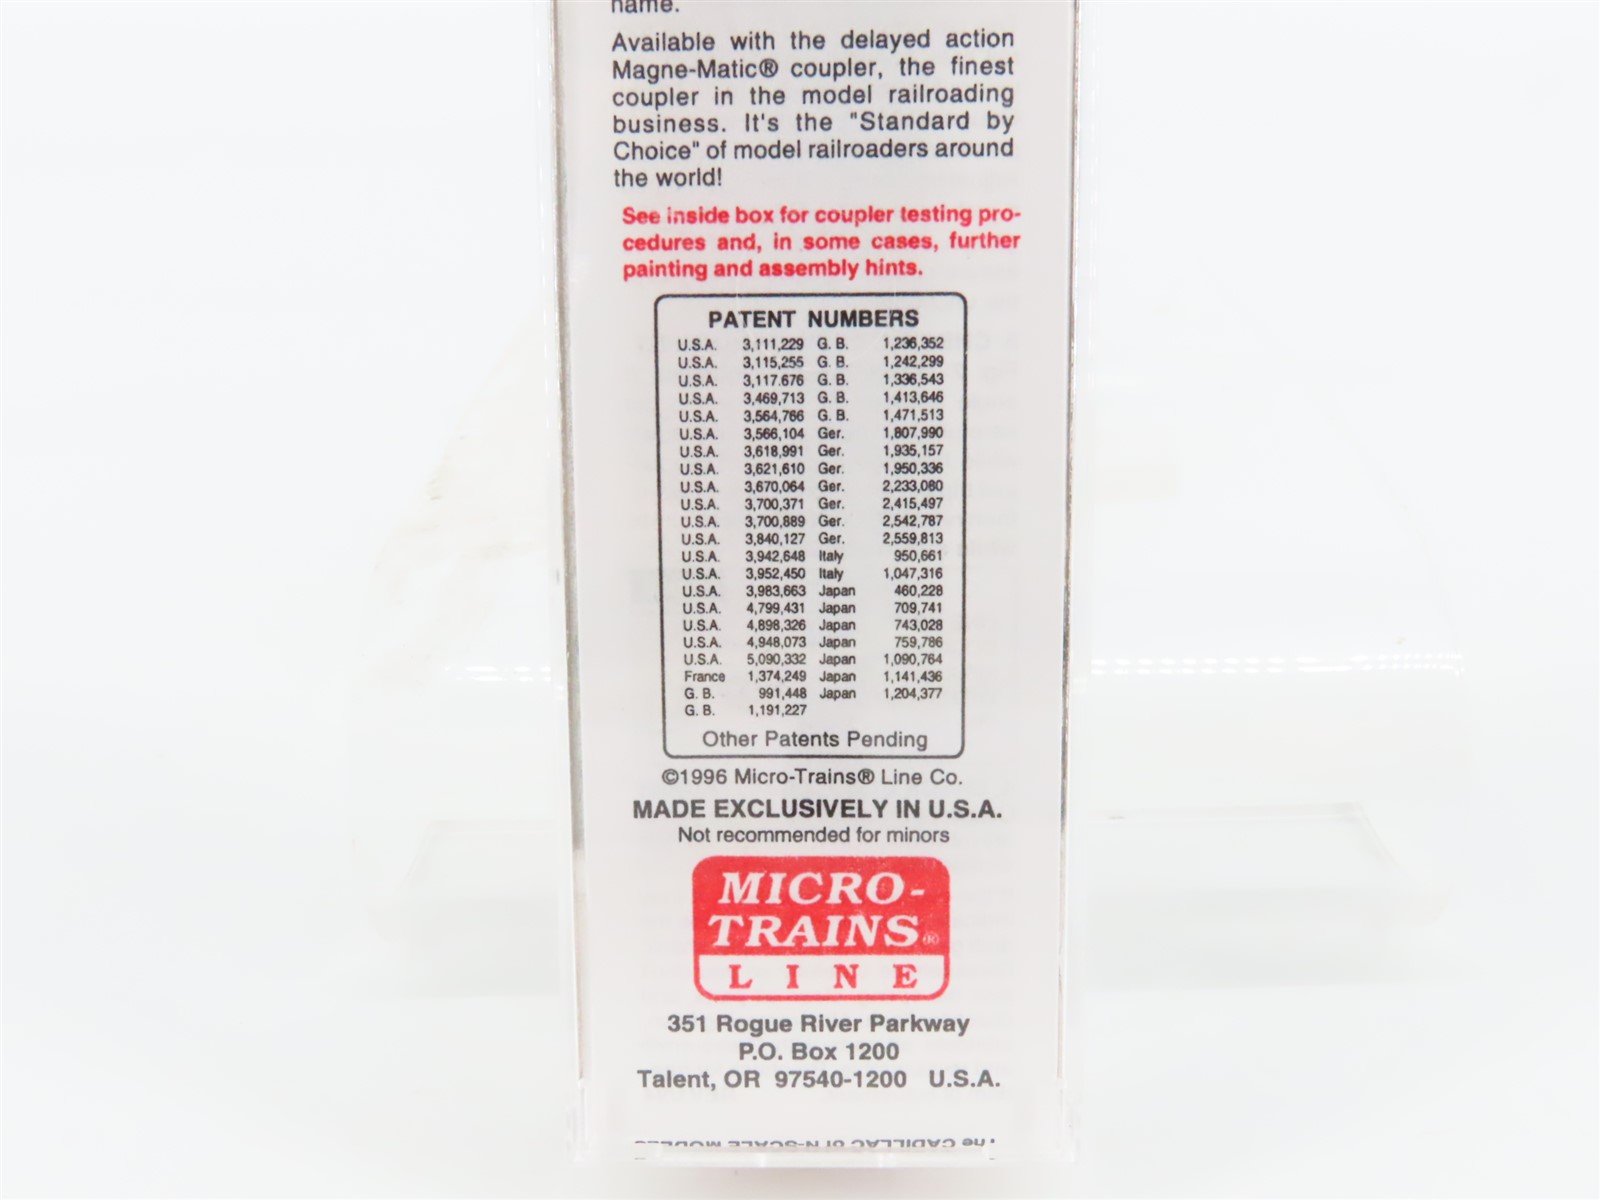 name.
Available with the delayed action
Magne-Matic® coupler, the finest
coupler in the model railroading
business. It's the "Standard by
Choice" of model railroaders around
the world!
See inside box for coupler testing pro-
cedures and, in some cases, further
painting and assembly hints.
PATENT NUMBERS
U.S.A. 3,111,229 G. B. 1,236,352
U.S.A. 3,115,255 G. B. 1,242,299
U.S.A. 3,117.676 G. B. 1,336,543
U.S.A. 3,469,713 G. B. 1,413,646
U.S.A. 3,564,766 G. B. 1,471,513
U.S.A. 3,566,104 Ger. 1,807,990
U.S.A. 3,618,991 Ger. 1,935,157
U.S.A. 3,621,610 Ger. 1,950,336
U.S.A. 3,670,064 Ger. 2,233,080
U.S.A. 3,700,371 Ger. 2,415,497
U.S.A. 3,700,889 Ger. 2,542,787
U.S.A. 3,840,127 Ger. 2,559,813
U.S.A. 3,942,648 Italy 950,661
U.S.A. 3,952,450 Italy 1,047,316
U.S.A. 3,983,663 Japan 460,228
U.S.A. 4,799,431 Japan 709,741
U.S.A. 4,898,326 Japan 743,028
U.S.A. 4,948,073 Japan 759,786
U.S.A. 5,090,332 Japan 1,090,764
France 1,374,249 Japan 1,141,436
G. B. 991,448 Japan 1,204,377
G. B. 1,191,227
Other Patents Pending
©1996 Micro-Trains® Line Co.
MADE EXCLUSIVELY IN U.S.A.
Not recommended for minors
MICRO-
TRAINS®
LINE
351 Rogue River Parkway
P.O. Box 1200
Talent, OR 97540-1200 U.S.A.
The CADILLAC of N-SCALE MODELS